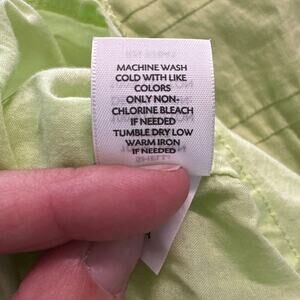 MACHINE WASH
COLD WITH LIKE
COLORS
ONLY NON-
CHLORINE BLEACH
IF NEEDED
TUMBLE DRY LOW
WARM IRON
IF NEEDED